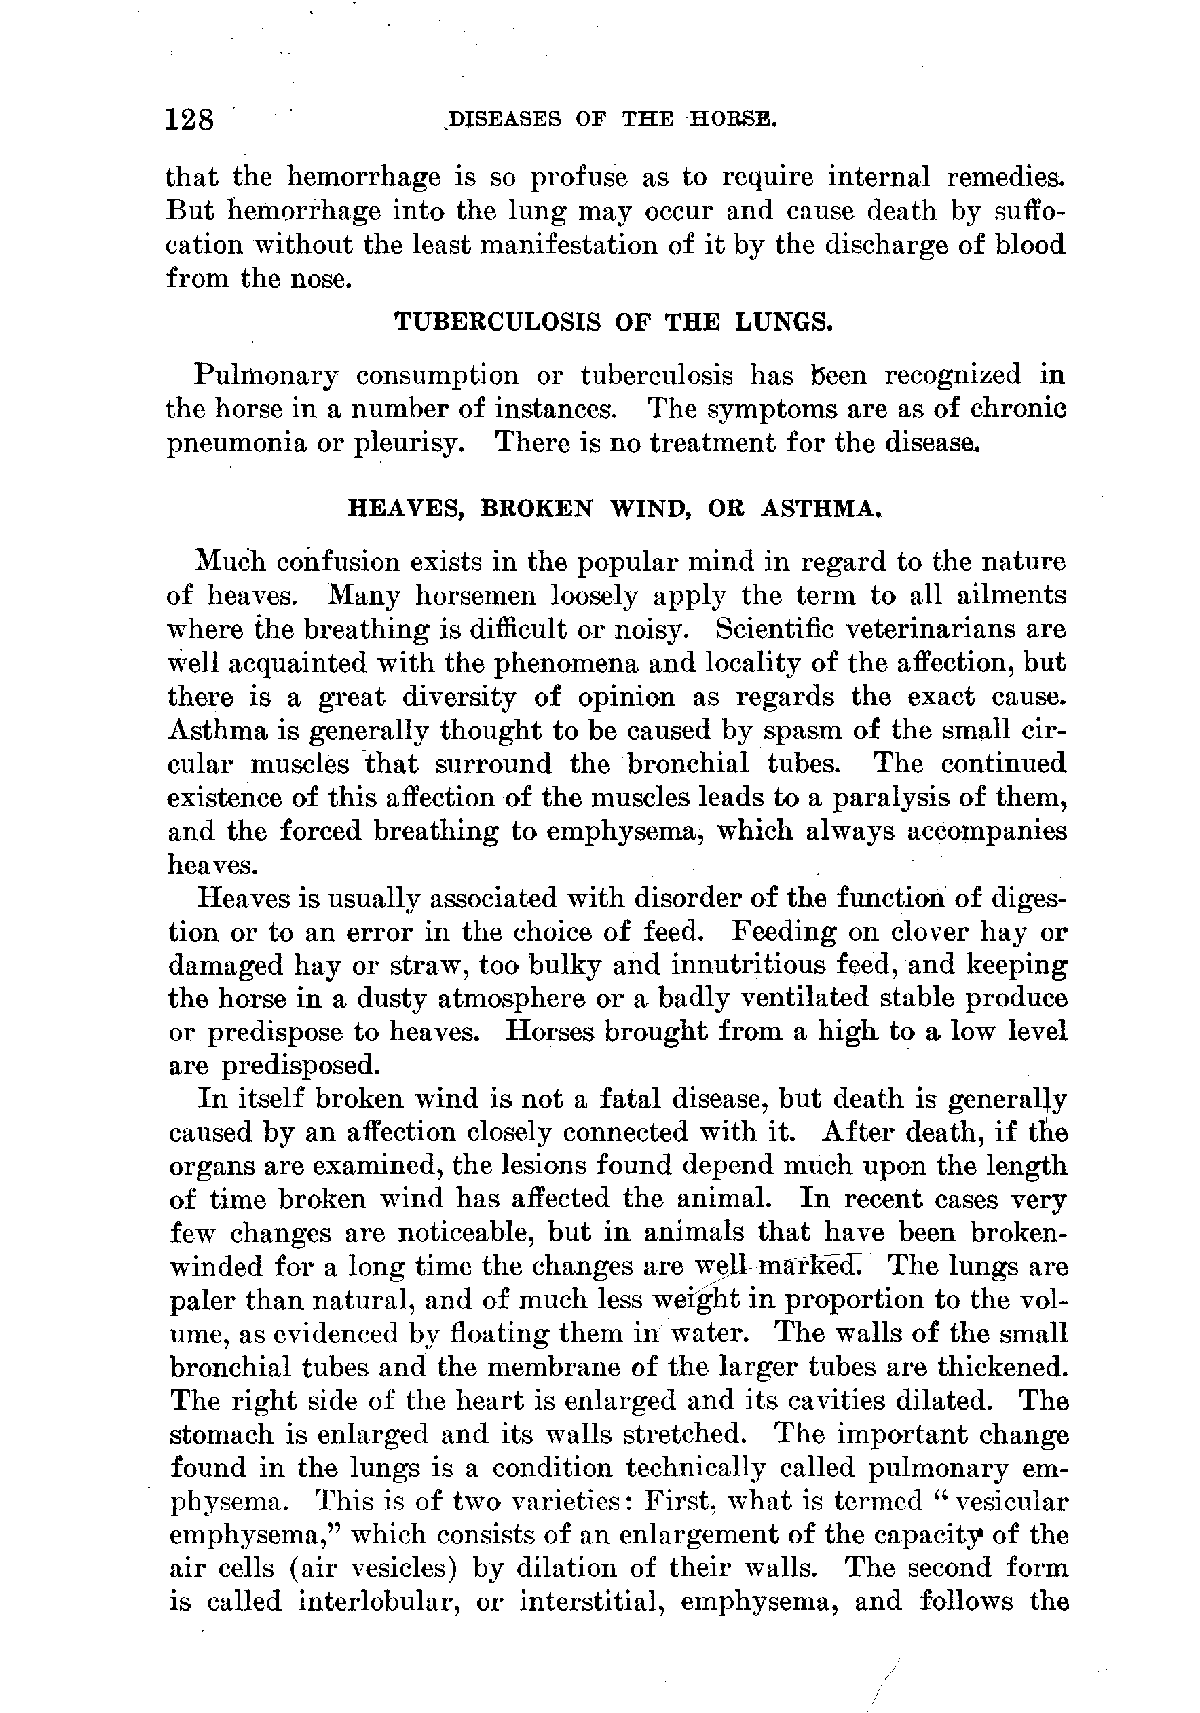 128 DISEASES OF THE HORSE.
that the hemorrhage is so profuse as to require internal remedies.
But hemorrhage into the lung may occur and cause death by suffo-
cation without the least manifestation of it by the discharge of blood
from the nose.
TUBERCULOSIS OF THE LUNGS.
Pulmonary consumption or tuberculosis has been recognized in
the horse in a number of instances. The symptoms are as of chronic
pneumonia or pleurisy. There is no treatment for the disease.
HEAVES, BROKEN WIND, OR ASTHMA.
Much confusion exists in the popular mind in regard to the nature
of heaves. Many horsemen loosely apply the term to all ailments
where the breathing is difficult or noisy. Scientific veterinarians are
well acquainted with the phenomena and locality of the affection, but
there is a great diversity of opinion as regards the exact cause.
Asthma is generally thought to be caused by spasm of the small cir-
cular muscles that surround the bronchial tubes. The continued
existence of this affection of the muscles leads to a paralysis of them,
and the forced breathing to emphysema, which always accompanies
heaves.
Heaves is usually associated with disorder of the function of diges-
tion or to an error in the choice of feed. Feeding on clover hay or
damaged hay or straw, too bulky and innutritious feed, and keeping
the horse in a dusty atmosphere or a badly ventilated stable produce
or predispose to heaves. Horses brought from a high to a low level
are predisposed.
In itself broken wind is not a fatal disease, but death is generally
caused by an affection closely connected with it. After death, if the
organs are examined, the lesions found depend much upon the length
of time broken wind has affected the animal. In recent cases very
few changes are noticeable, but in animals that have been broken-
winded for a long time the changes are well marked. The lungs are
paler than natural, and of much less weight in proportion to the vol-
ume, as evidenced by floating them in water. The walls of the small
bronchial tubes and the membrane of the larger tubes are thickened.
The right side of the heart is enlarged and its cavities dilated. The
stomach is enlarged and its walls stretched. The important change
found in the lungs is a condition technically called pulmonary em-
physema. This is of two varieties: First, what is termed “vesicular
emphysema,” which consists of an enlargement of the capacity of the
air cells (air vesicles) by dilation of their walls. The second form
is called interlobular, or interstitial, emphysema, and follows the